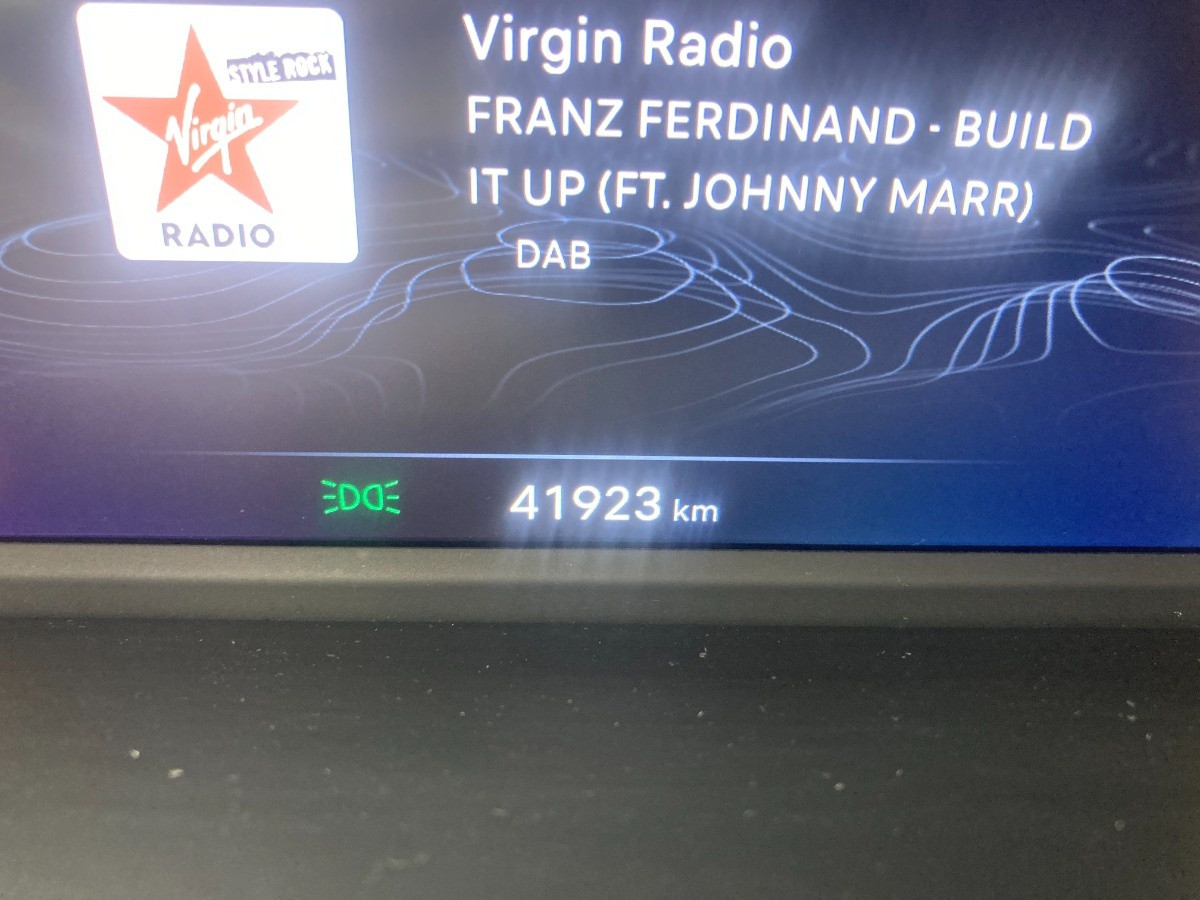 STYLE ROCK
Virgin
RADIO
Virgin Radio
FRANZ FERDINAND - BUILD
IT UP (FT. JOHNNY MARR)
DAB
41923 km